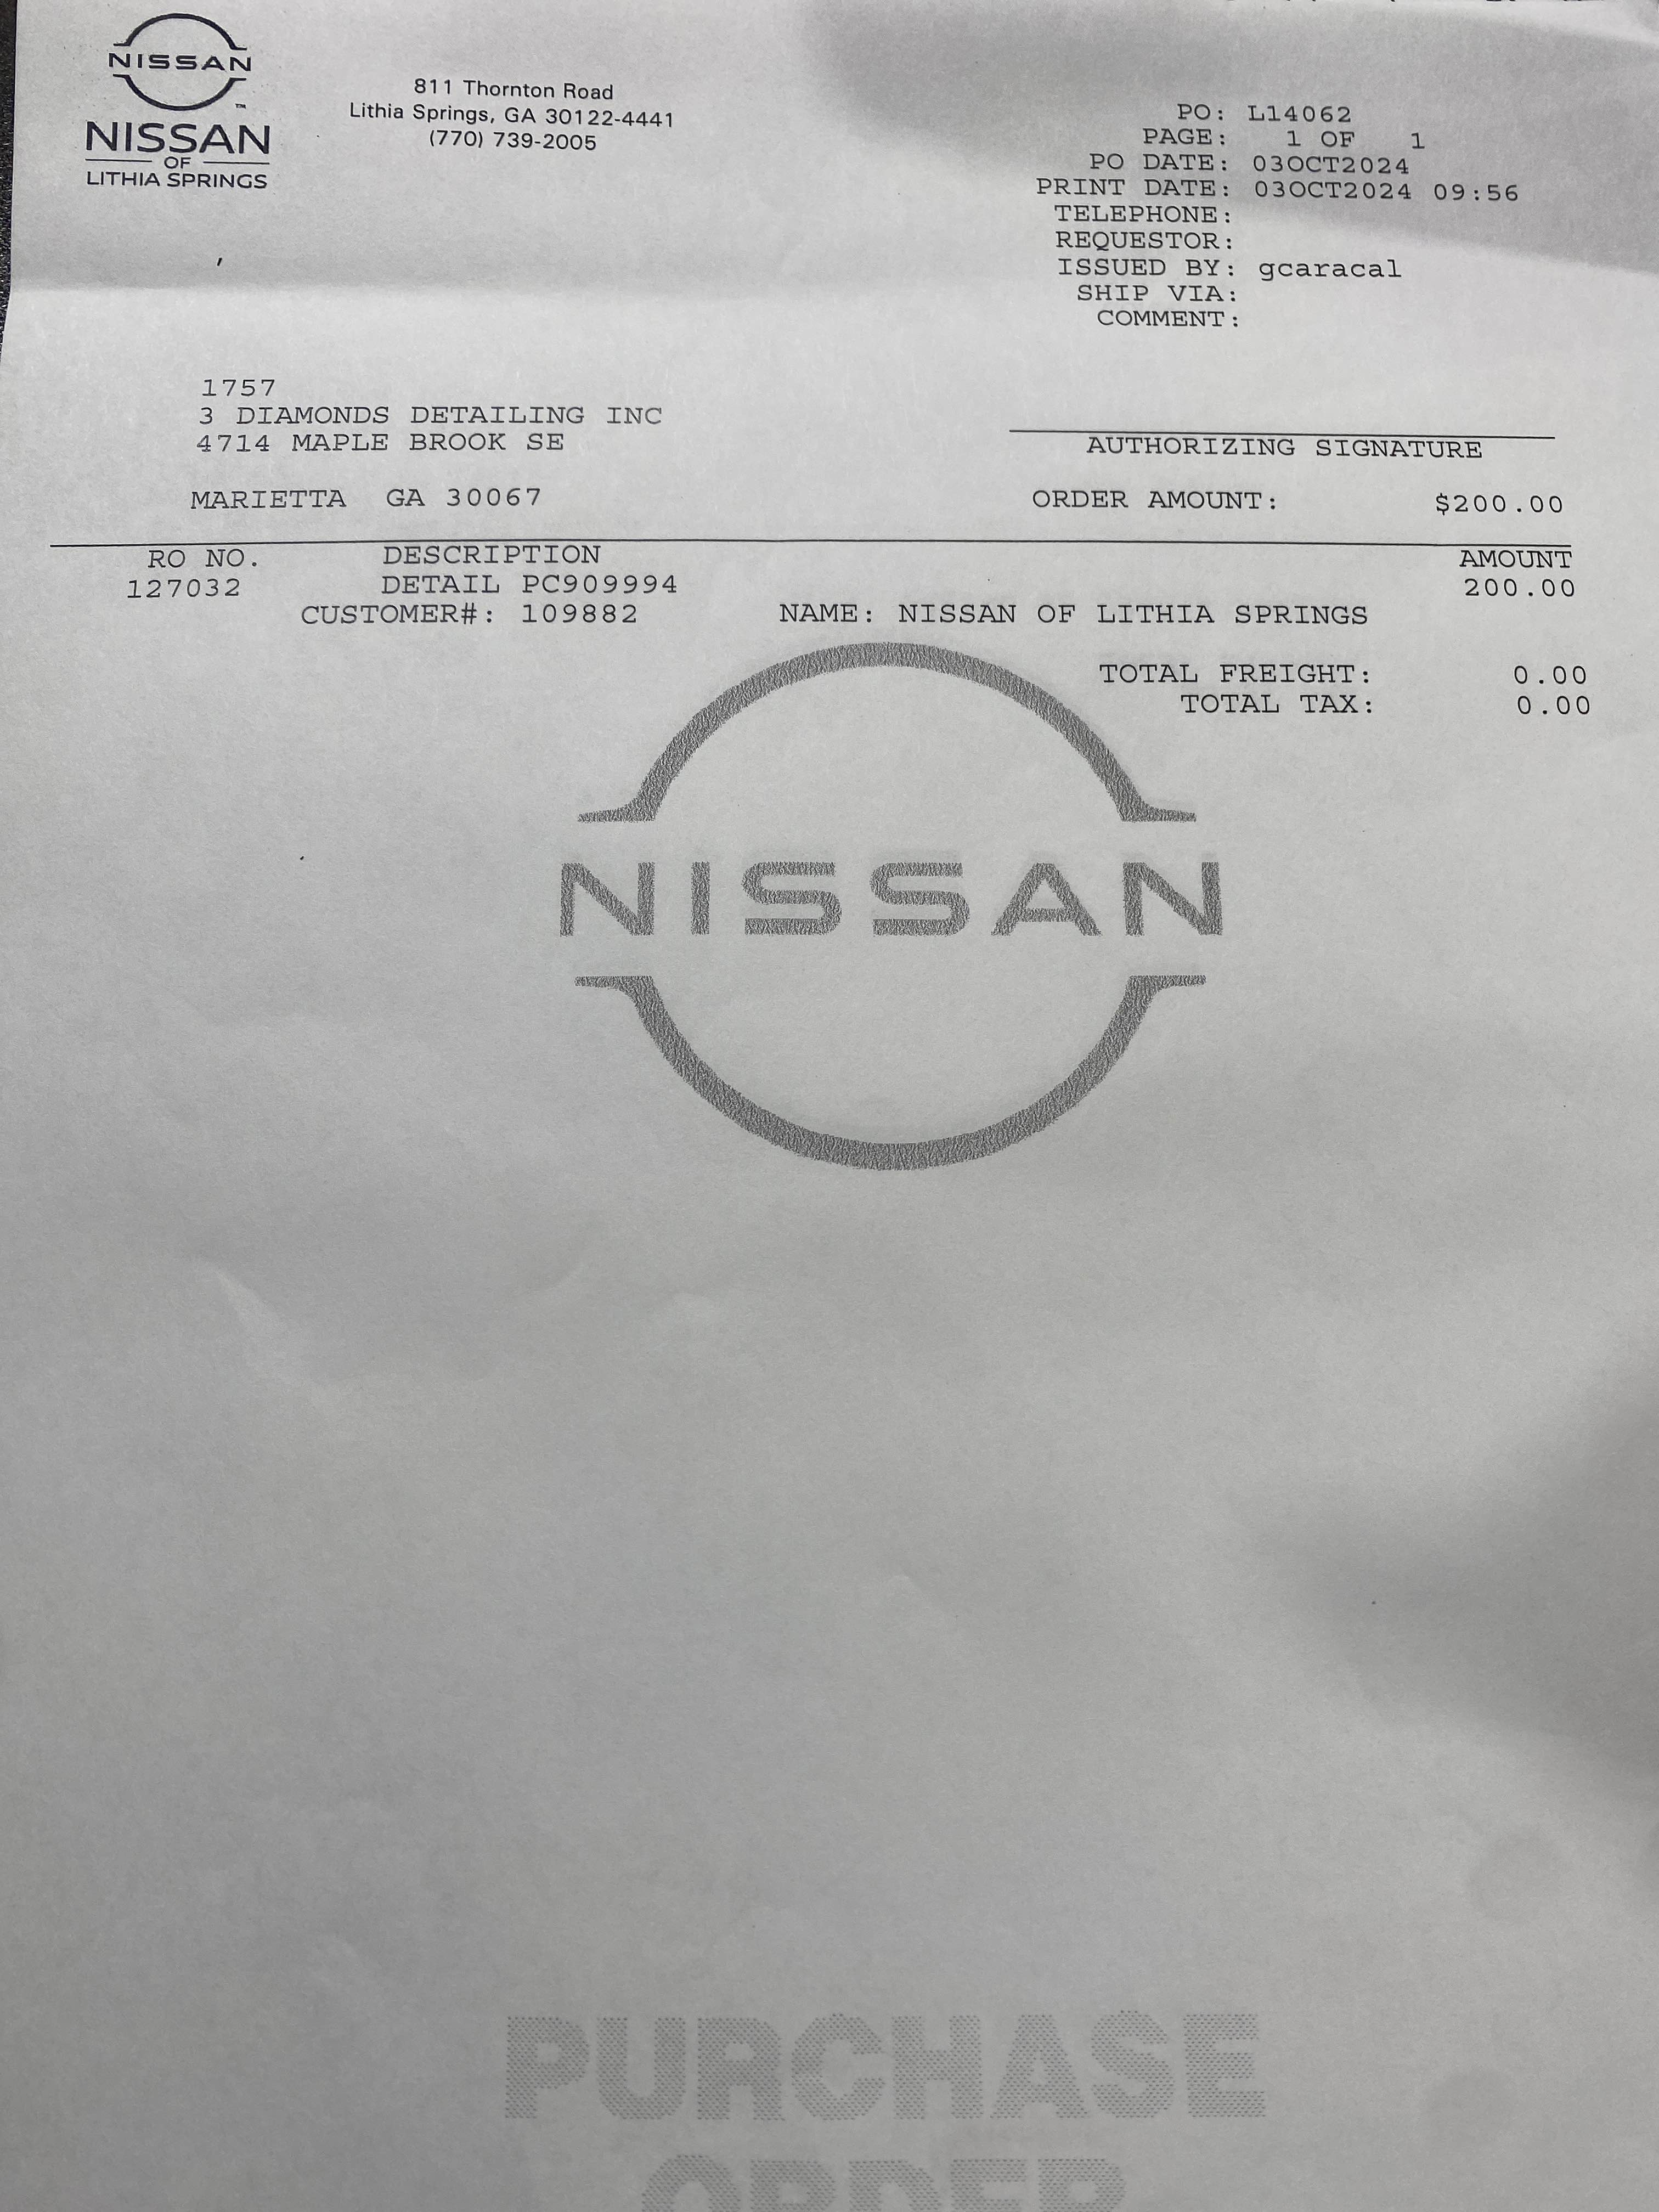 NISSAN
NISSAN
OF
LITHIA SPRINGS
811 Thornton Road
Lithia Springs, GA 30122-4441
(770) 739-2005
PO: L14062
PAGE: 1 OF 1
PO DATE: 03OCT2024
PRINT DATE: 03OCT2024 09:56
TELEPHONE:
REQUESTOR:
ISSUED BY: gcaracal
SHIP VIA:
COMMENT:
1757
3 DIAMONDS DETAILING INC
4714 MAPLE BROOK SE
MARIETTA GA 30067
AUTHORIZING SIGNATURE
ORDER AMOUNT: $200.00
RO NO. DESCRIPTION AMOUNT
127032 DETAIL PC909994 200.00
CUSTOMER#: 109882 NAME: NISSAN OF LITHIA SPRINGS
TOTAL FREIGHT: 0.00
TOTAL TAX: 0.00
NISSAN
PURCHASE
ORDER